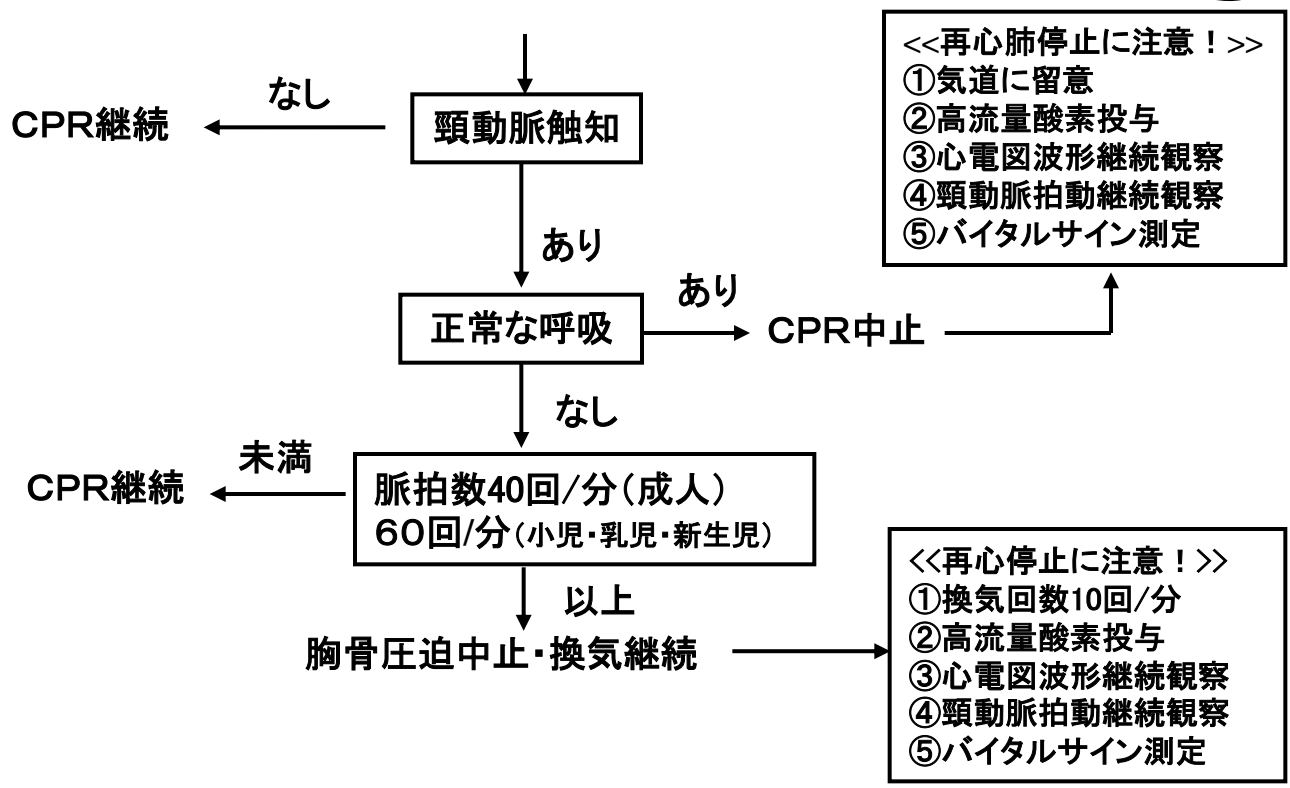 なし
CPR継続
頸動脈触知
あり
正常な呼吸
あり
CPR中止
<<再心肺停止に注意！>>
①気道に留意
②高流量酸素投与
③心電図波形継続観察
④頸動脈拍動継続観察
⑤バイタルサイン測定
なし
未満
CPR継続
脈拍数40回/分（成人）
６０回/分（小児・乳児・新生児）
以上
胸骨圧迫中止・換気継続
<<再心停止に注意！>>
①換気回数10回/分
②高流量酸素投与
③心電図波形継続観察
④頸動脈拍動継続観察
⑤バイタルサイン測定